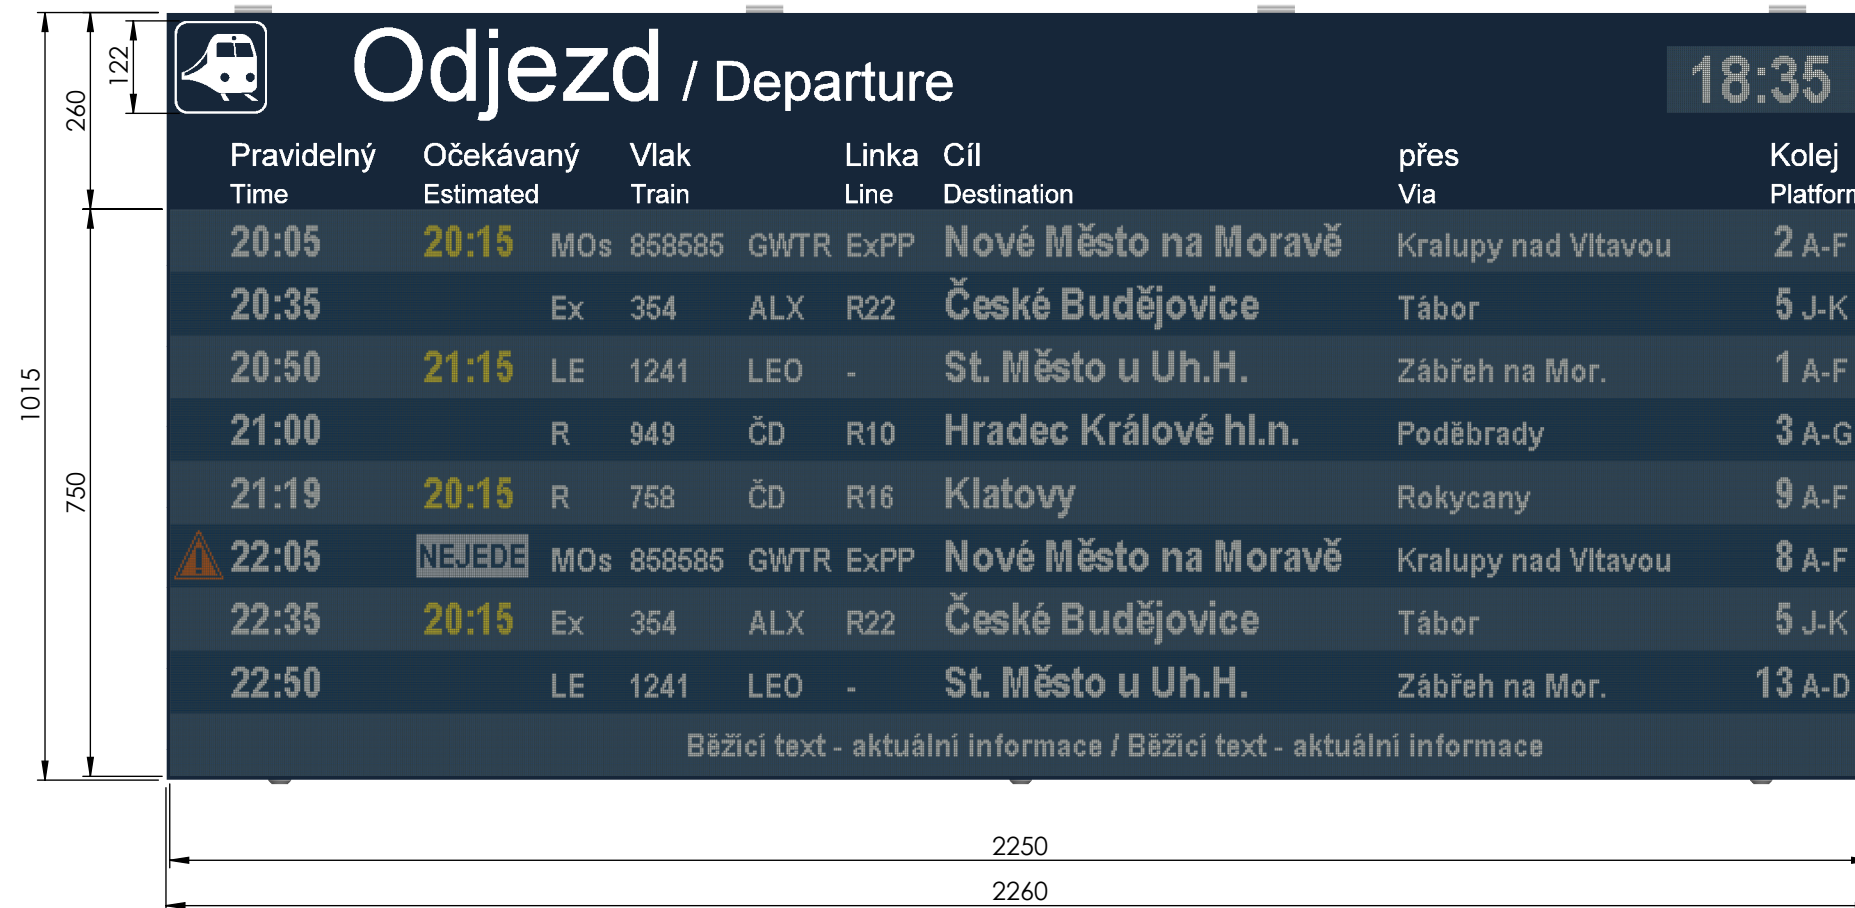 Odjezd / Departure 18:35
122
260
Pravidelný Očekávaný Vlak Linka Cíl přes Kolej
Time Estimated Train Line Destination Via Platform
20:05 20:15 MOs 858585 GWTR ExPP Nové Město na Moravě Kralupy nad Vltavou 2 A-F
20:35 Ex 354 ALX R22 České Budějovice Tábor 5 J-K
20:50 21:15 LE 1241 LEO - St. Město u Uh.H. Zábřeh na Mor. 1 A-F
1015
21:00 R 949 ČD R10 Hradec Králové hl.n. Poděbrady 3 A-G
750
21:19 20:15 R 758 ČD R16 Klatovy Rokycany 9 A-F
22:05 NEJEDE MOs 858585 GWTR ExPP Nové Město na Moravě Kralupy nad Vltavou 8 A-F
22:35 20:15 Ex 354 ALX R22 České Budějovice Tábor 5 J-K
22:50 LE 1241 LEO - St. Město u Uh.H. Zábřeh na Mor. 13 A-D
Běžící text - aktuální informace / Běžící text - aktuální informace
2250
2260